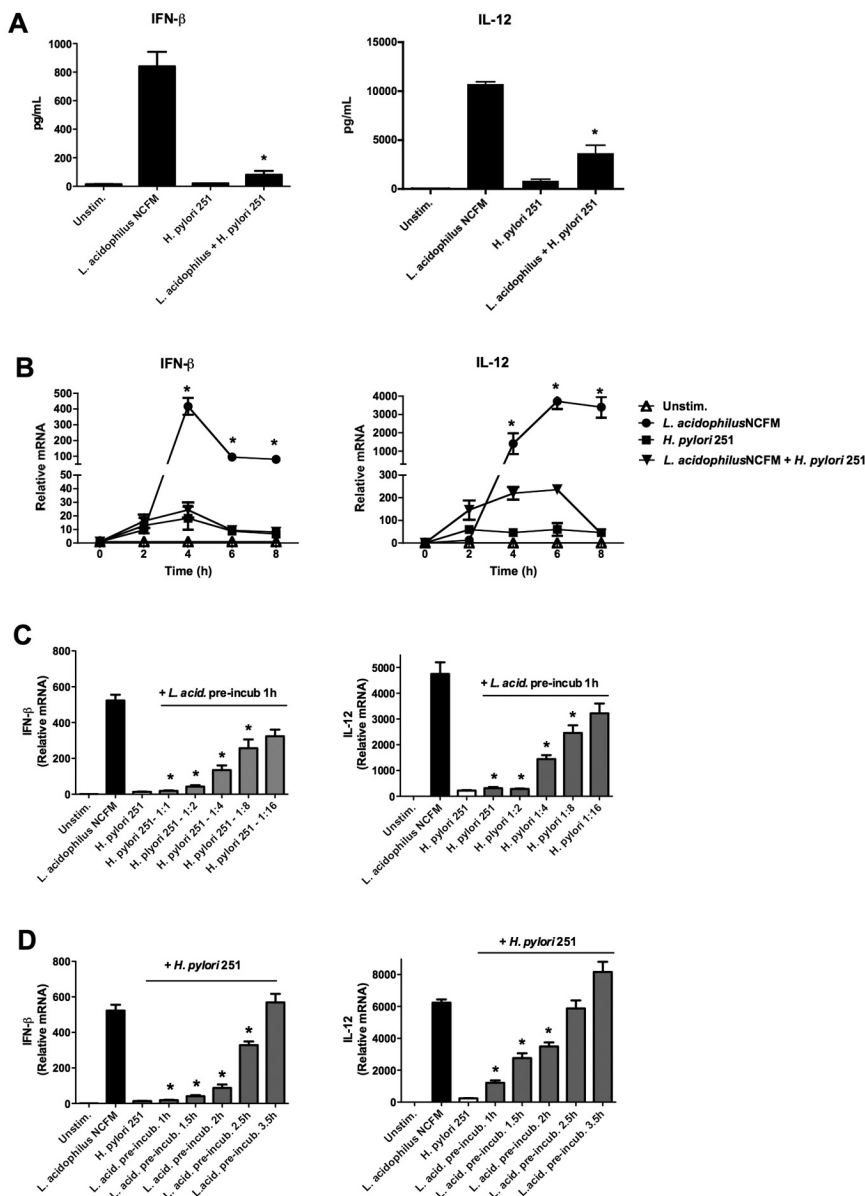 A
IFN-β
pg/mL
1000
800
600
400
200
0
*
Unstim.
L. acidophilus NCFM
H. pylori 251
L. acidophilus + H. pylori 251
IL-12
pg/mL
15000
10000
5000
0
*
Unstim.
L. acidophilus NCFM
H. pylori 251
L. acidophilus + H. pylori 251
B
IFN-β
Relative mRNA
500
400
300
200
100
30
20
10
0
* * *
0 2 4 6 8
Time (h)
IL-12
Relative mRNA
4000
3000
2000
1000
200
100
0
* * *
0 2 4 6 8
Time (h)
Unstim.
L. acidophilusNCFM
H. pylori 251
L. acidophilusNCFM + H. pylori 251
C
IFN-β
(Relative mRNA)
800
600
400
200
0
+ L. acid. pre-incub 1h
* * * *
Unstim.
L. acidophilus NCFM
H. pylori 251
H. pylori 251 - 1:1
H. plyori 251 - 1:2
H. pylori 251 - 1:4
H. pylori 251 - 1:8
H. pylori 251 - 1:16
IL-12
(Relative mRNA)
5000
4000
3000
2000
1000
0
+ L. acid. pre-incub 1h
* * * *
Unstim.
L. acidophilus NCFM
H. pylori 251
H. pylori 251
H. plyori 1:2
H. pylori 1:4
H. pylori 1:8
H. pylori 1:16
D
IFN-β
(Relative mRNA)
800
600
400
200
0
+ H. pylori 251
* * * *
Unstim.
L. acidophilus NCFM
H. pylori 251
L. acid. pre-incub. 1h
L. acid. pre-incub. 1.5h
L. acid. pre-incub. 2h
L. acid. pre-incub. 2.5h
L.acid. pre-incub. 3.5h
IL-12
(Relative mRNA)
8000
6000
4000
2000
0
+ H. pylori 251
* * *
Unstim.
L. acidophilus NCFM
H. pylori 251
L. acid. pre-incub. 1h
L. acid. pre-incub. 1.5h
L. acid. pre-incub. 2h
L. acid. pre-incub. 2.5h
L.acid. pre-incub. 3.5h